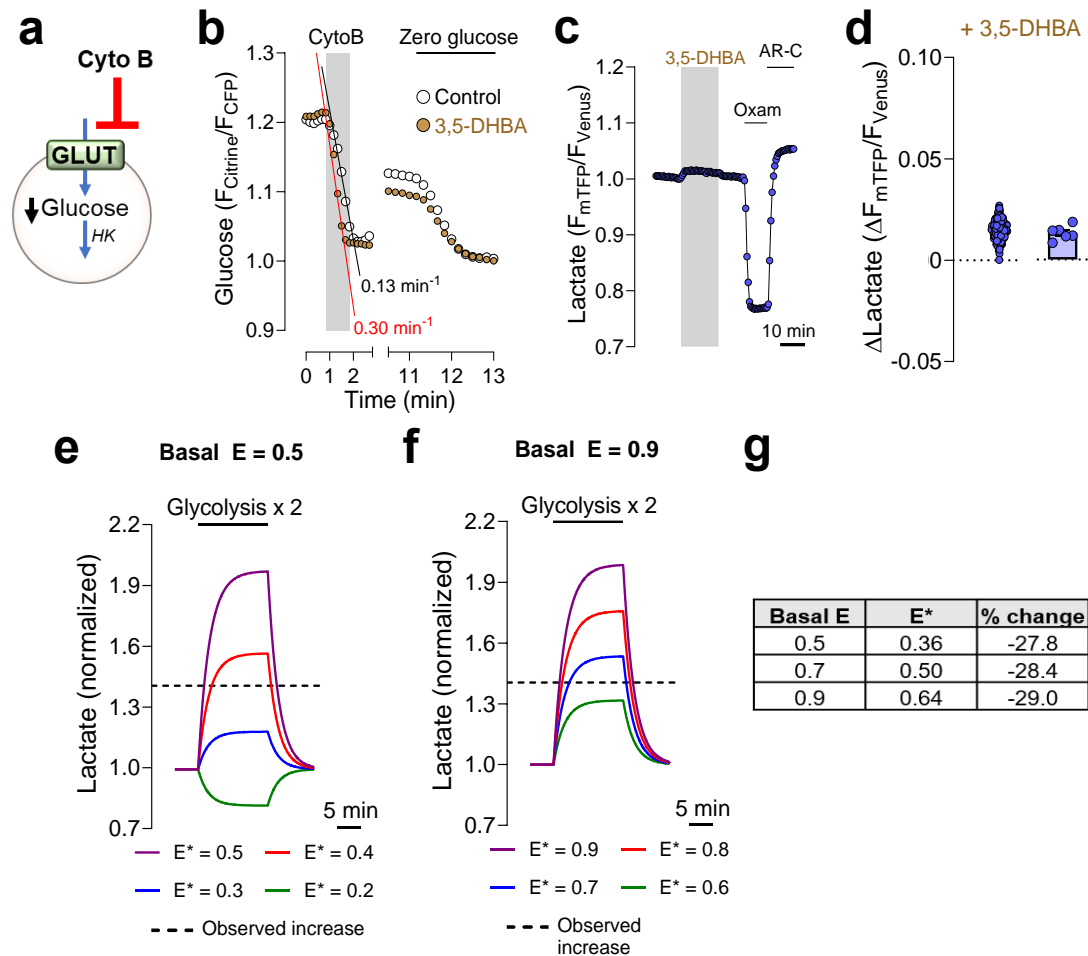 a
Cyto B
GLUT
Glucose
HK
b
CytoB
Zero glucose
Control
3,5-DHBA
Glucose (F_Citrine/F_CFP)
1.3
1.2
1.1
1.0
0.9
0.13 min⁻¹
0.30 min⁻¹
0 1 2 11 12 13
Time (min)
c
AR-C
3,5-DHBA
Oxam
Lactate (F_mTFP/F_Venus)
1.2
1.1
1.0
0.9
0.8
0.7
10 min
d
+ 3,5-DHBA
ΔLactate (ΔF_mTFP/F_Venus)
0.10
0.05
0
-0.05
e
Basal E = 0.5
Glycolysis x 2
Lactate (normalized)
2.2
1.9
1.6
1.3
1.0
0.7
5 min
E* = 0.5
E* = 0.4
E* = 0.3
E* = 0.2
Observed increase
f
Basal E = 0.9
Glycolysis x 2
Lactate (normalized)
2.2
1.9
1.6
1.3
1.0
0.7
5 min
E* = 0.9
E* = 0.8
E* = 0.7
E* = 0.6
Observed
increase
g
Basal E E* % change
0.5 0.36 -27.8
0.7 0.50 -28.4
0.9 0.64 -29.0